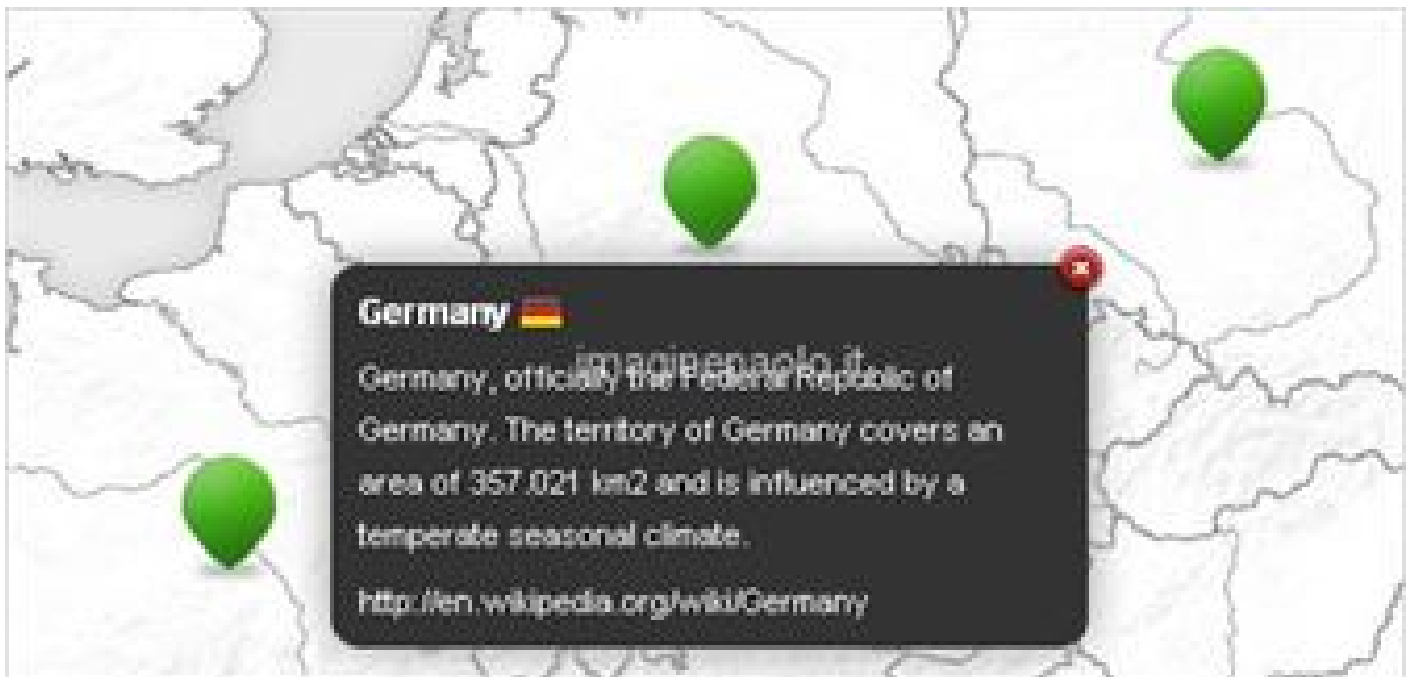 Germany
imaginepaolo.it
Germany, officially the Federal Republic of
Germany. The territory of Germany covers an
area of 357.021 km2 and is influenced by a
temperate seasonal climate.
http://en.wikipedia.org/wiki/Germany